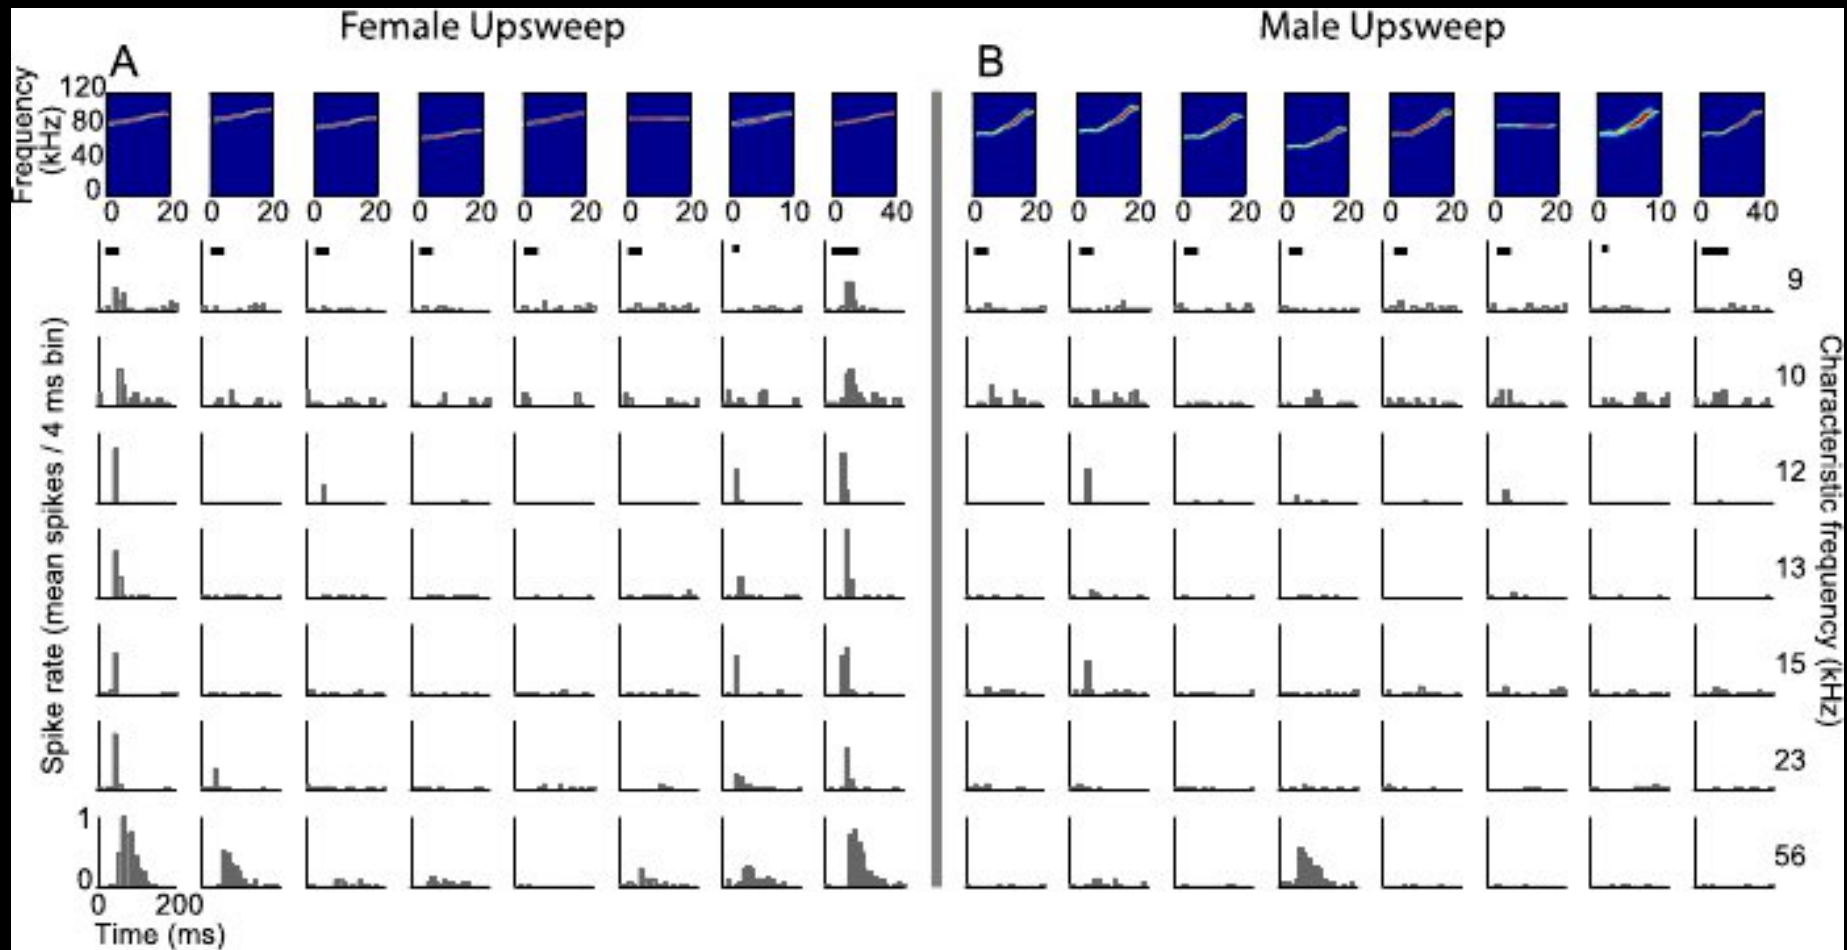 Female Upsweep
Male Upsweep
A
B
Frequency
(kHz)
120
80
40
0
0 20 0 20 0 20 0 20 0 20 0 20 0 10 0 40
0 20 0 20 0 20 0 20 0 20 0 20 0 10 0 40
Spike rate (mean spikes / 4 ms bin)
9
10
12
13
15
23
56
Characteristic frequency (kHz)
1
0
0 200
Time (ms)